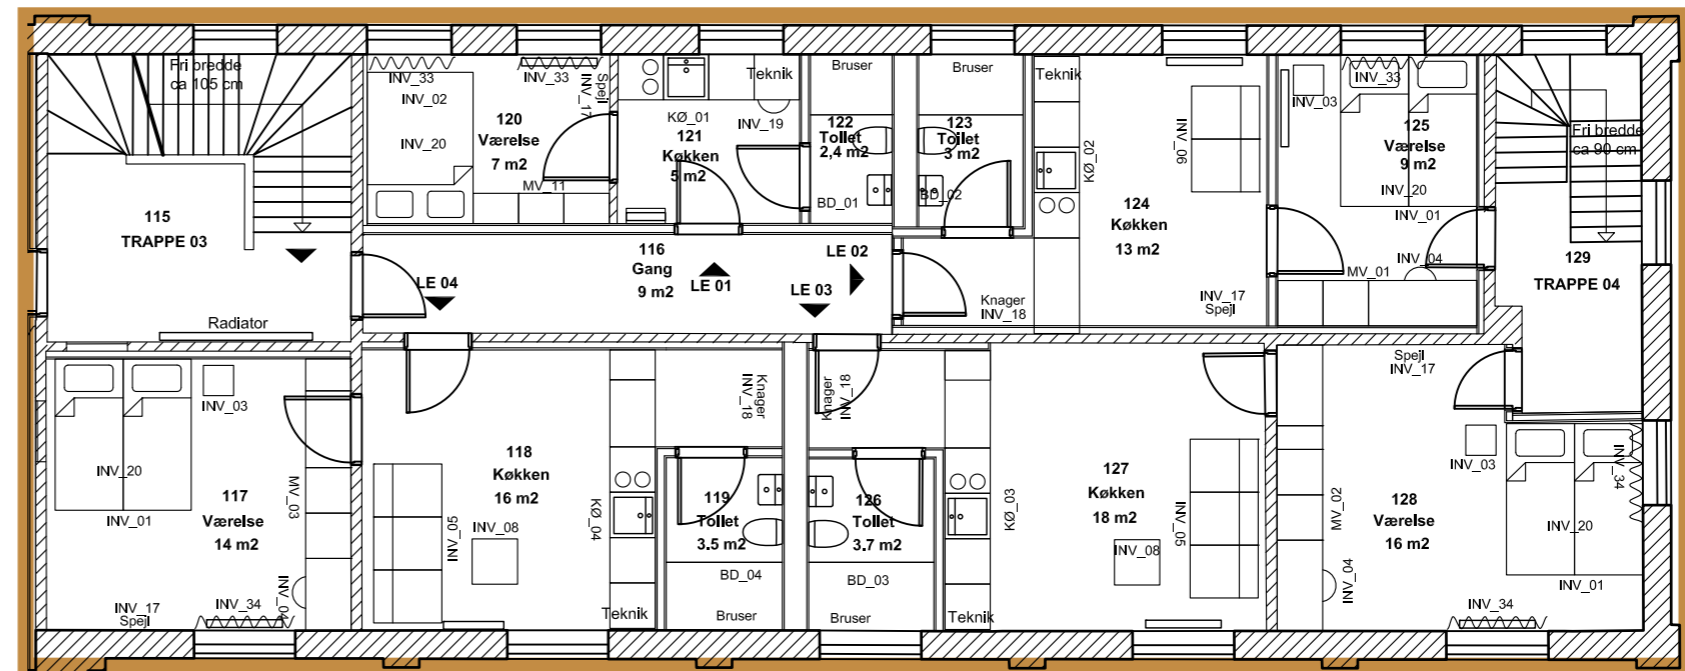 Fri bredde
ca 105 cm
115
TRAPPE 03
Radiator
INV_33
INV_02
INV_20
INV_33
Spejl
INV_17
120
Værelse
7 m2
MV_11
Teknik
KØ_01
INV_19
121
Køkken
5 m2
Bruser
122
Toilet
2,4 m2
BD_01
Bruser
123
Toilet
3 m2
BD_02
Teknik
KØ_02
INV_06
124
Køkken
13 m2
Knager
INV_18
INV_17
Spejl
INV_03
INV_33
125
Værelse
9 m2
INV_20
INV_01
INV_04
MV_01
Fri bredde
ca 90 cm
129
TRAPPE 04
116
Gang
9 m2
LE 04
LE 01
LE 02
LE 03
INV_03
INV_20
INV_01
117
Værelse
14 m2
MV_03
INV_04
INV_17
Spejl
INV_34
118
Køkken
16 m2
INV_05
INV_08
KØ_04
Teknik
Knager
INV_18
119
Toilet
3.5 m2
BD_04
Bruser
Knager
INV_18
126
Toilet
3.7 m2
BD_03
Bruser
KØ_03
Teknik
127
Køkken
18 m2
INV_08
INV_05
Spejl
INV_17
INV_03
MV_02
INV_04
128
Værelse
16 m2
INV_34
INV_20
INV_01
INV_34